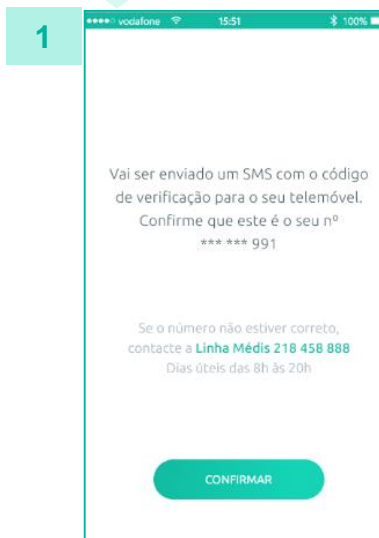 1
vodafone 15:51 100%
Vai ser enviado um SMS com o código
de verificação para o seu telemóvel.
Confirme que este é o seu nº
*** *** 991
Se o número não estiver correto,
contacte a Linha Médis 218 458 888
Dias úteis das 8h às 20h
CONFIRMAR